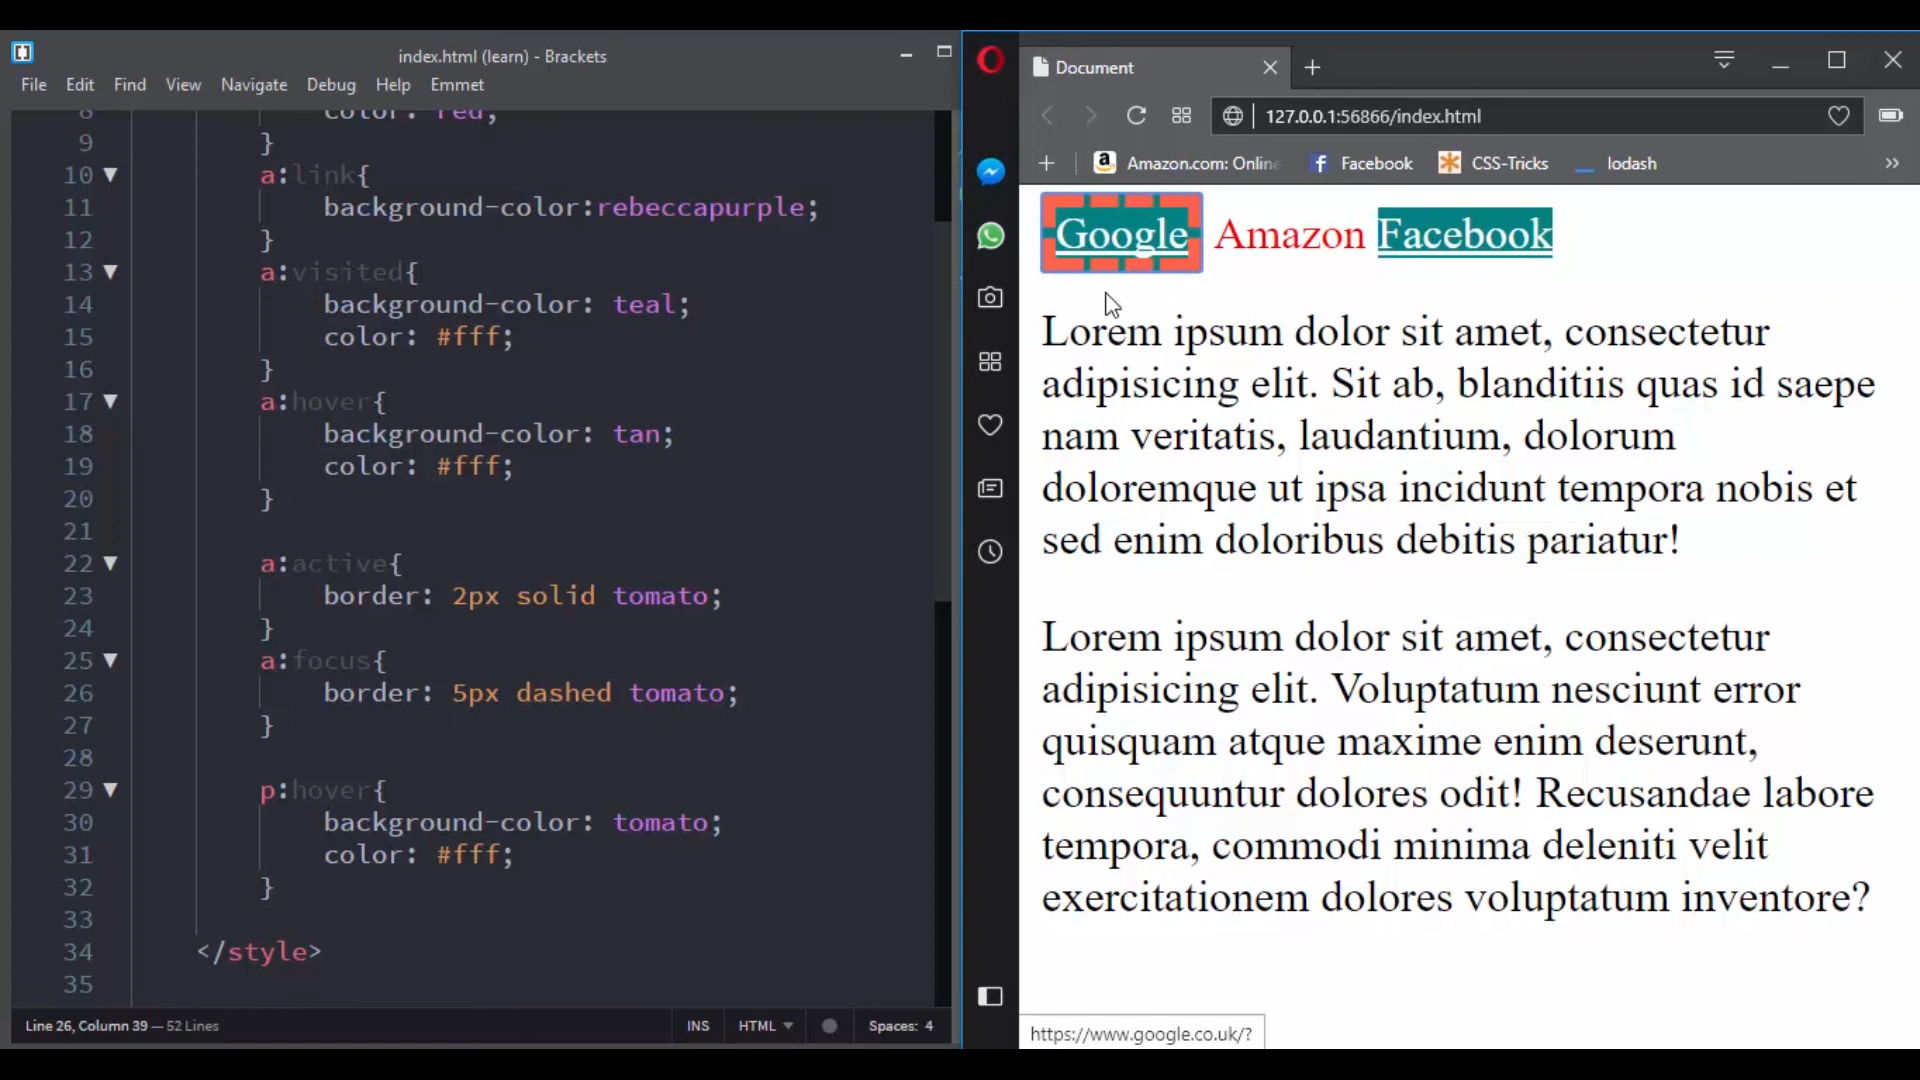 index.html (learn) - Brackets
File Edit Find View Navigate Debug Help Emmet
8 color: red;
9 }
10 a:link{
11 background-color:rebeccapurple;
12 }
13 a:visited{
14 background-color: teal;
15 color: #fff;
16 }
17 a:hover{
18 background-color: tan;
19 color: #fff;
20 }
21
22 a:active{
23 border: 2px solid tomato;
24 }
25 a:focus{
26 border: 5px dashed tomato;
27 }
28
29 p:hover{
30 background-color: tomato;
31 color: #fff;
32 }
33
34 </style>
35
Line 26, Column 39 — 52 Lines
INS HTML Spaces: 4
Document
127.0.0.1:56866/index.html
Amazon.com: Online Facebook CSS-Tricks lodash
Google Amazon Facebook
Lorem ipsum dolor sit amet, consectetur
adipisicing elit. Sit ab, blanditiis quas id saepe
nam veritatis, laudantium, dolorum
doloremque ut ipsa incidunt tempora nobis et
sed enim doloribus debitis pariatur!
Lorem ipsum dolor sit amet, consectetur
adipisicing elit. Voluptatum nesciunt error
quisquam atque maxime enim deserunt,
consequuntur dolores odit! Recusandae labore
tempora, commodi minima deleniti velit
exercitationem dolores voluptatum inventore?
https://www.google.co.uk/?